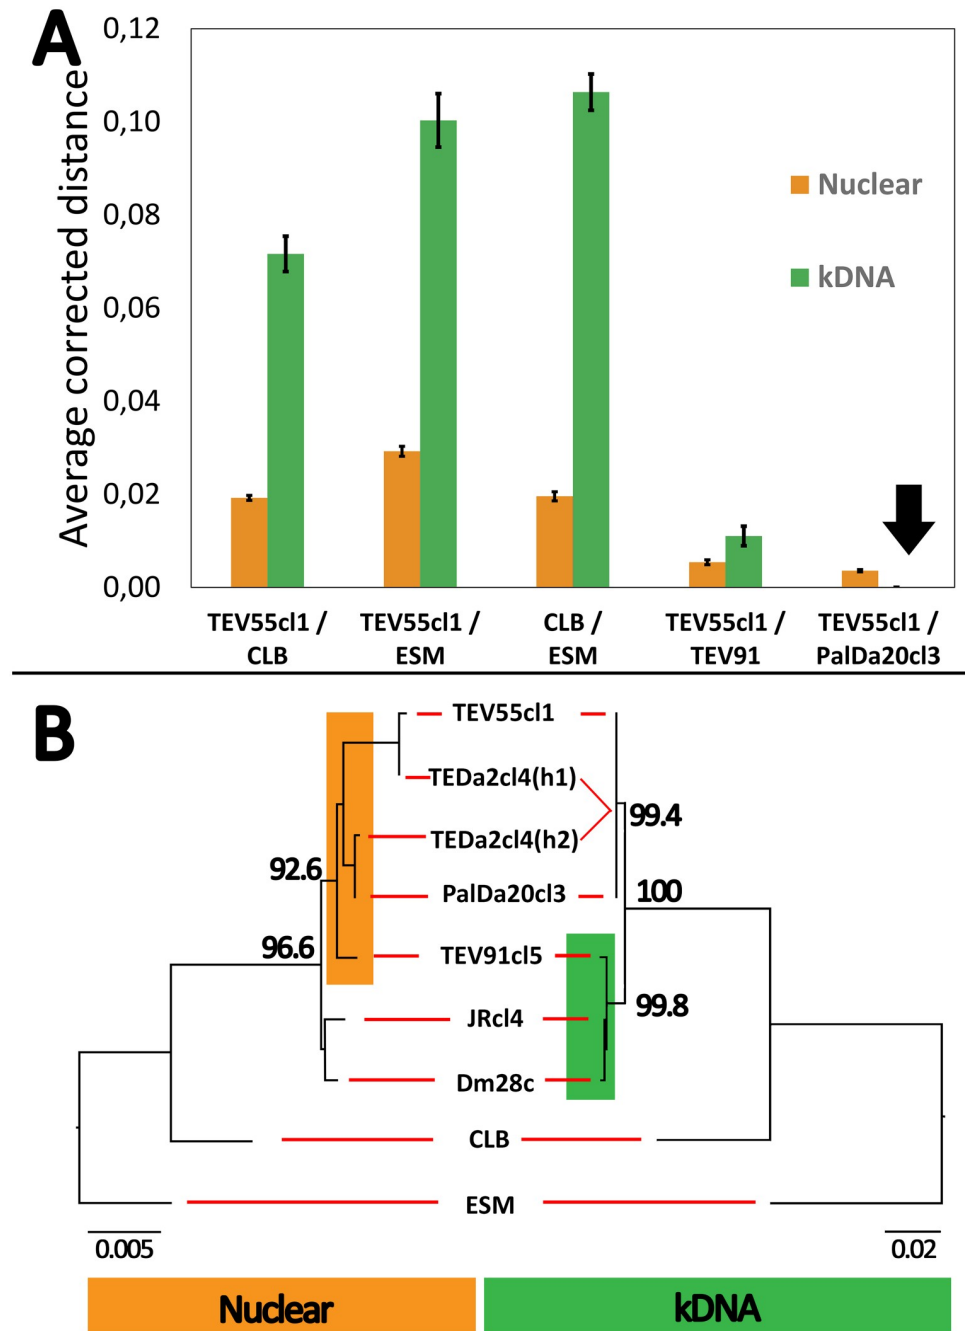 A
Average corrected distance
0,12
0,10
0,08
0,06
0,04
0,02
0,00
Nuclear
kDNA
TEV55cl1 /
CLB
TEV55cl1 /
ESM
CLB /
ESM
TEV55cl1 /
TEV91
TEV55cl1 /
PalDa20cl3
B
TEV55cl1
TEDa2cl4(h1)
TEDa2cl4(h2)
PalDa20cl3
TEV91cl5
JRcl4
Dm28c
CLB
ESM
92.6
96.6
99.4
100
99.8
0.005
0.02
Nuclear
kDNA